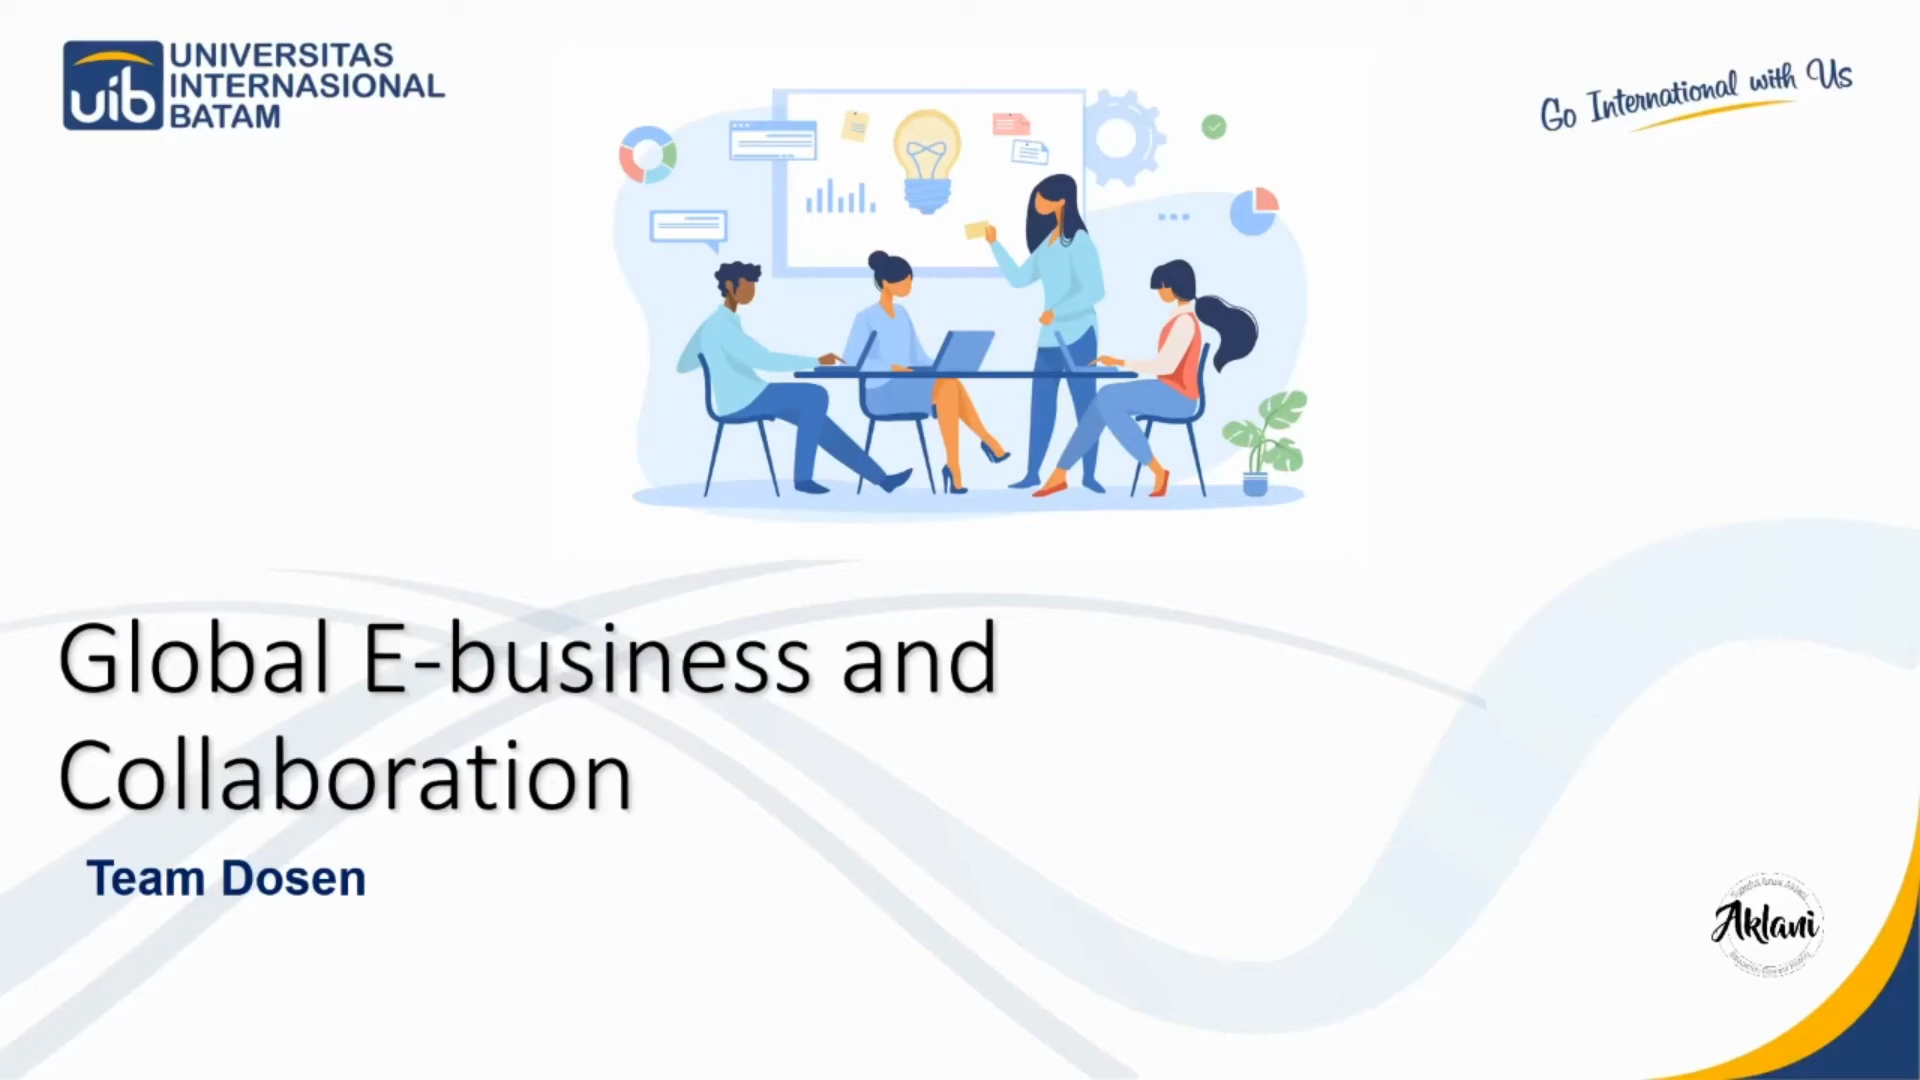 UNIVERSITAS
INTERNASIONAL
BATAM
uib
Go International with Us
Global E-business and
Collaboration
Team Dosen
Aklani